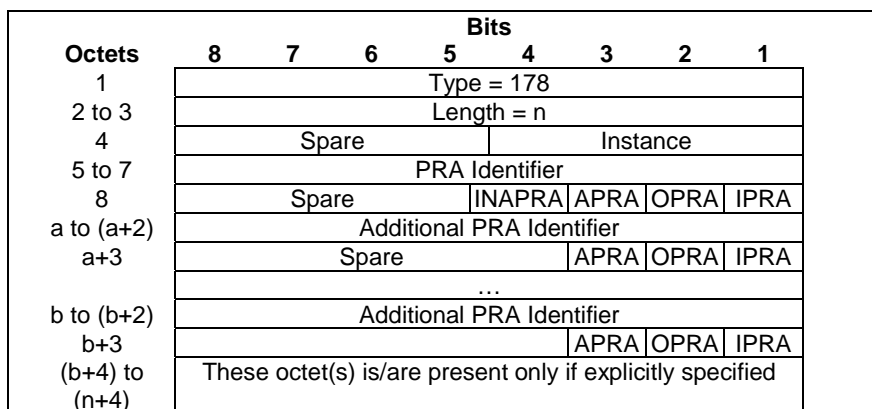 Bits
Octets 8 7 6 5 4 3 2 1
1 Type = 178
2 to 3 Length = n
4 Spare Instance
5 to 7 PRA Identifier
8 Spare INAPRA APRA OPRA IPRA
a to (a+2) Additional PRA Identifier
a+3 Spare APRA OPRA IPRA
…
b to (b+2) Additional PRA Identifier
b+3 APRA OPRA IPRA
(b+4) to These octet(s) is/are present only if explicitly specified
(n+4)